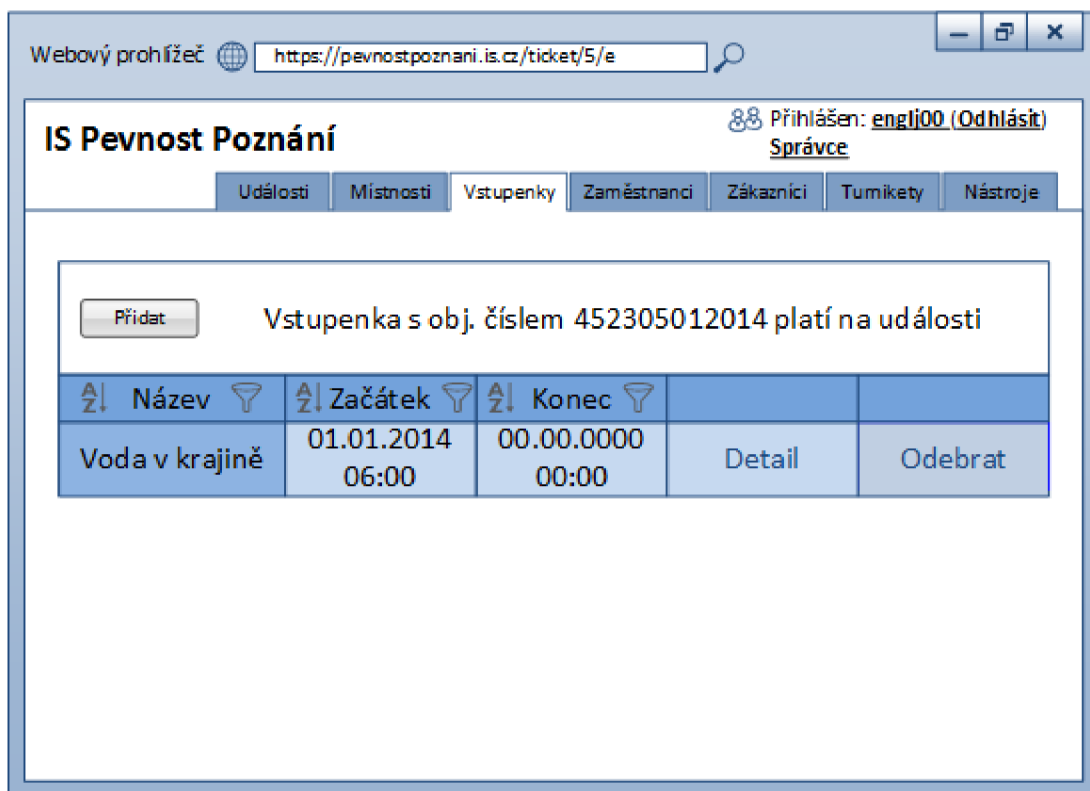 Webový prohlížeč https://pevnostpoznani.is.cz/ticket/5/e
IS Pevnost Poznání
Přihlášen: englj00 (Odhlásit)
Správce
Události Místnosti Vstupenky Zaměstnanci Zákazníci Turnikety Nástroje
Přidat Vstupenka s obj. číslem 452305012014 platí na události
Název Začátek Konec
Voda v krajině 01.01.2014 06:00 00.00.0000 00:00 Detail Odebrat